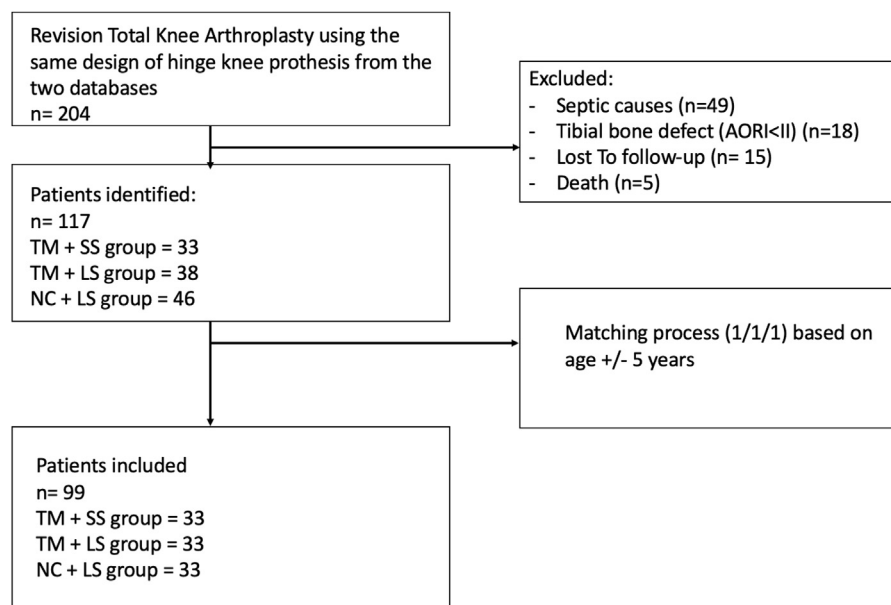 Revision Total Knee Arthroplasty using the
same design of hinge knee prothesis from the
two databases
n= 204
Excluded:
- Septic causes (n=49)
- Tibial bone defect (AORI<II) (n=18)
- Lost To follow-up (n= 15)
- Death (n=5)
Patients identified:
n= 117
TM + SS group = 33
TM + LS group = 38
NC + LS group = 46
Matching process (1/1/1) based on
age +/- 5 years
Patients included
n= 99
TM + SS group = 33
TM + LS group = 33
NC + LS group = 33